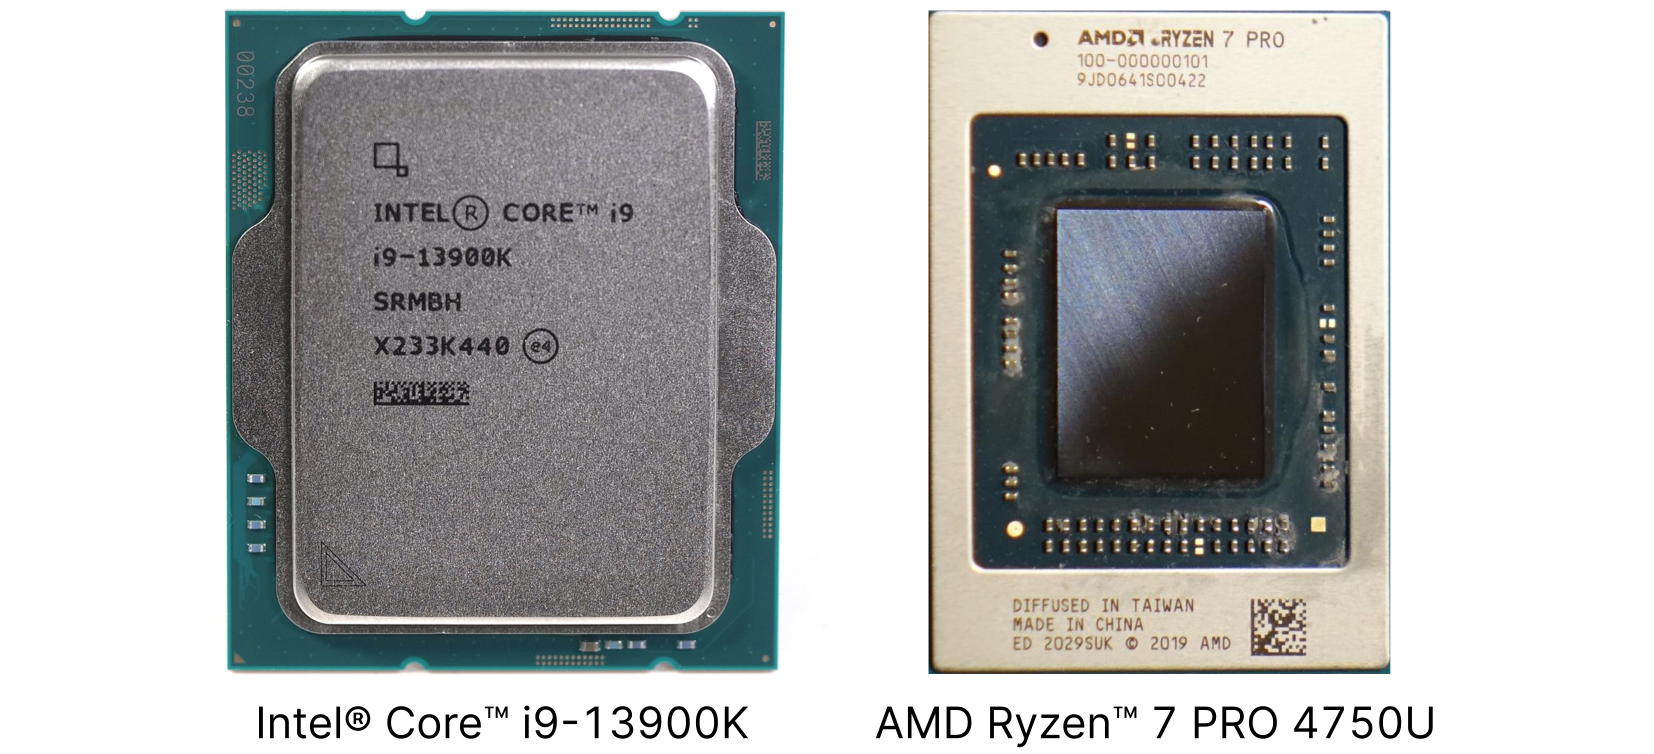 00238
INTEL® CORE™ i9
i9-13900K
SRMBH
X233K440 e4
Intel® Core™ i9-13900K
AMD RYZEN 7 PRO
100-000000101
9JD0641S00422
DIFFUSED IN TAIWAN
MADE IN CHINA
ED 2029SUK © 2019 AMD
AMD Ryzen™ 7 PRO 4750U